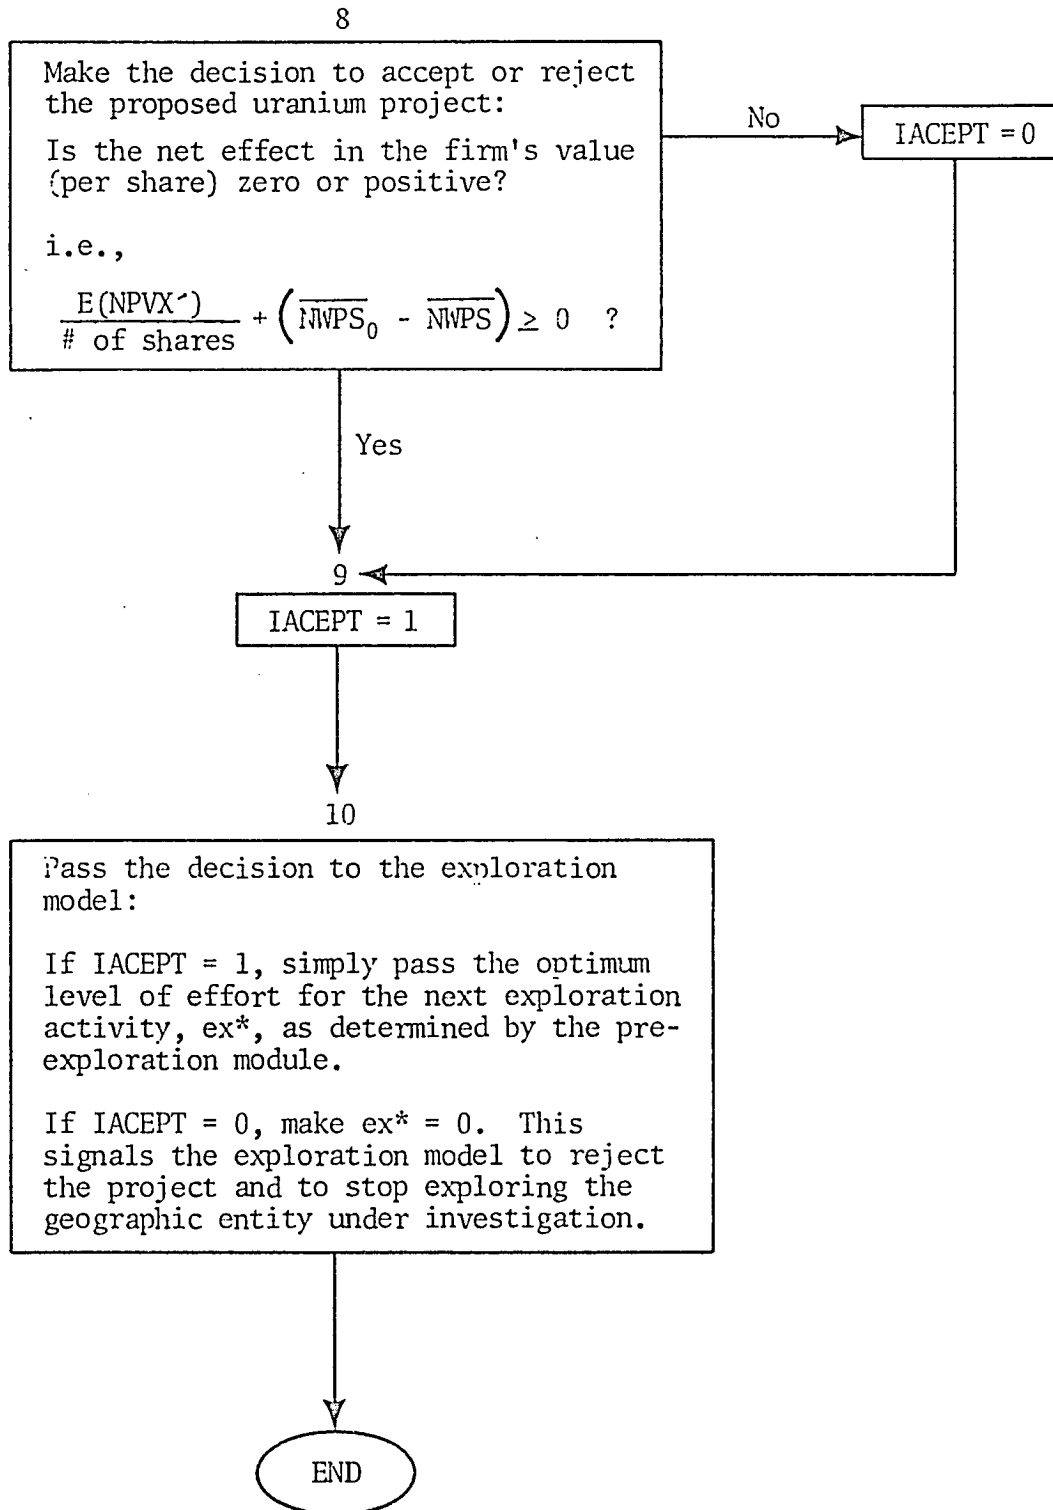 8
Make the decision to accept or reject
the proposed uranium project:
Is the net effect in the firm's value
(per share) zero or positive?
i.e.,
E(NPVX´)
# of shares
+ ( NWPS₀ - NWPS ) ≥ 0 ?
No
IACEPT = 0
Yes
9
IACEPT = 1
10
Pass the decision to the exploration
model:
If IACEPT = 1, simply pass the optimum
level of effort for the next exploration
activity, ex*, as determined by the pre-
exploration module.
If IACEPT = 0, make ex* = 0. This
signals the exploration model to reject
the project and to stop exploring the
geographic entity under investigation.
END